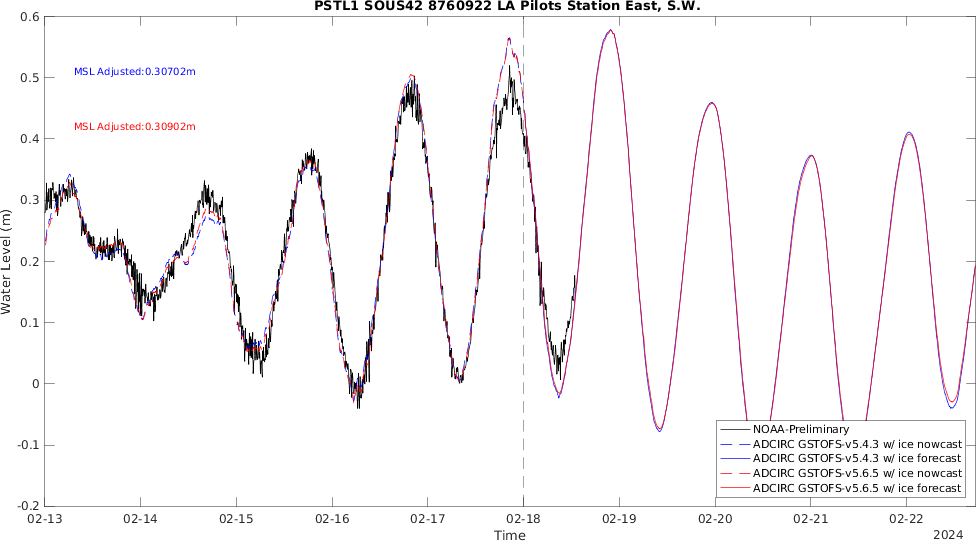 PSTL1 SOUS42 8760922 LA Pilots Station East, S.W.
0.6
0.5
0.4
0.3
0.2
0.1
0
-0.1
-0.2
Water Level (m)
MSL Adjusted:0.30702m
MSL Adjusted:0.30902m
NOAA-Preliminary
ADCIRC GSTOFS-v5.4.3 w/ ice nowcast
ADCIRC GSTOFS-v5.4.3 w/ ice forecast
ADCIRC GSTOFS-v5.6.5 w/ ice nowcast
ADCIRC GSTOFS-v5.6.5 w/ ice forecast
02-13 02-14 02-15 02-16 02-17 02-18 02-19 02-20 02-21 02-22
Time
2024